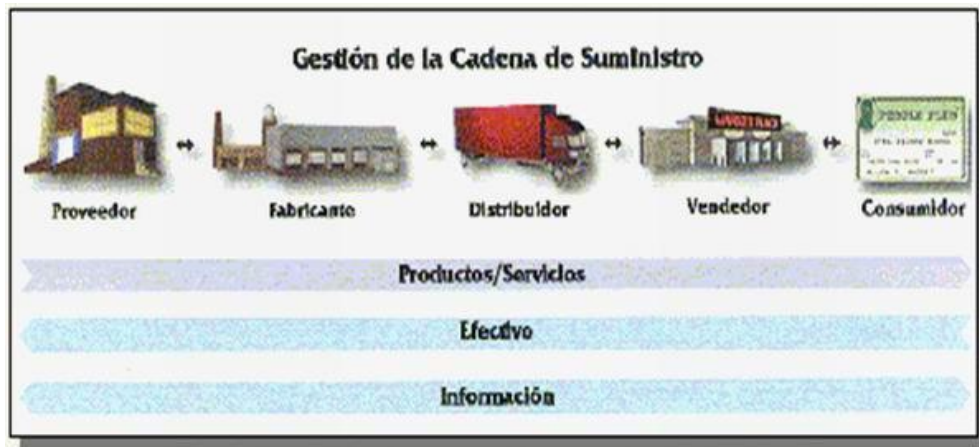 Gestión de la Cadena de Suministro
Proveedor
Fabricante
Distribuidor
Vendedor
Consumidor
Productos/Servicios
Efectivo
Información